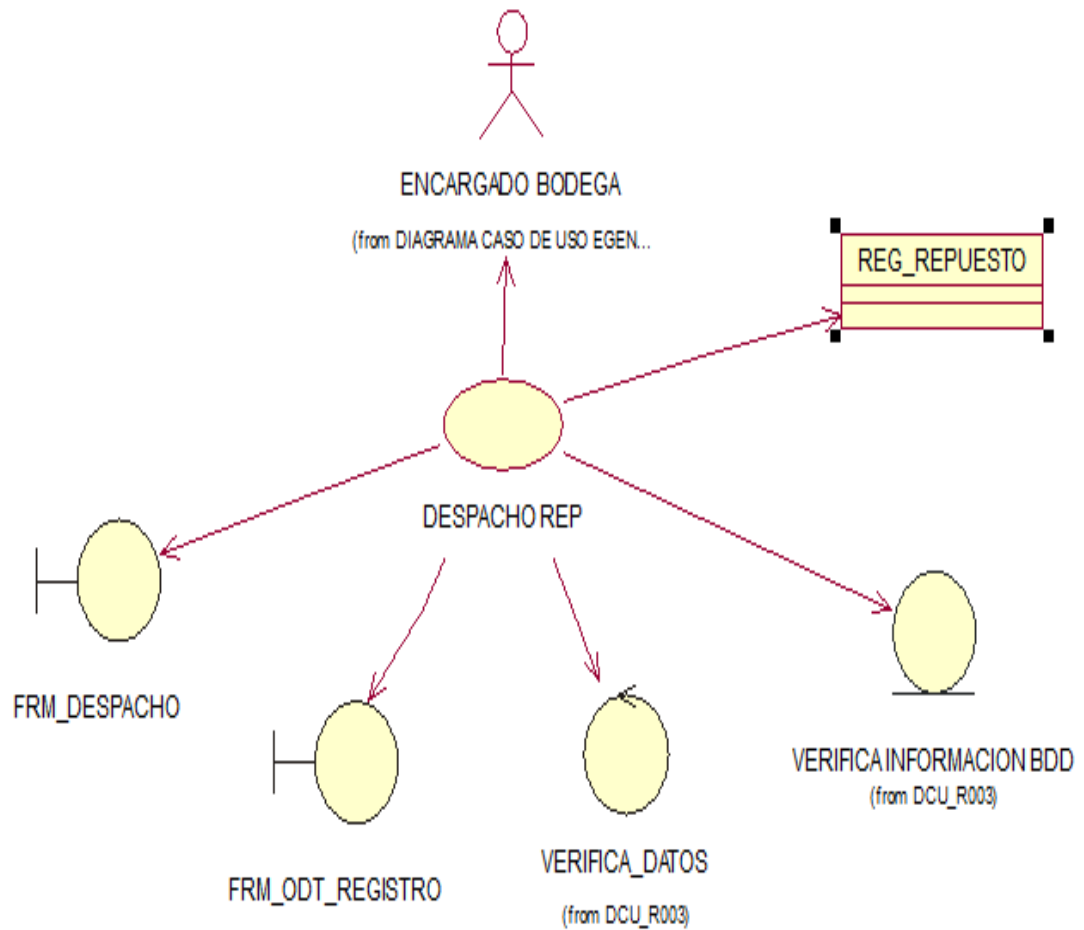 ENCARGADO BODEGA
(from DIAGRAMA CASO DE USO EGEN...
REG_REPUESTO
DESPACHO REP
FRM_DESPACHO
FRM_ODT_REGISTRO
VERIFICA_DATOS
(from DCU_R003)
VERIFICA INFORMACION BDD
(from DCU_R003)